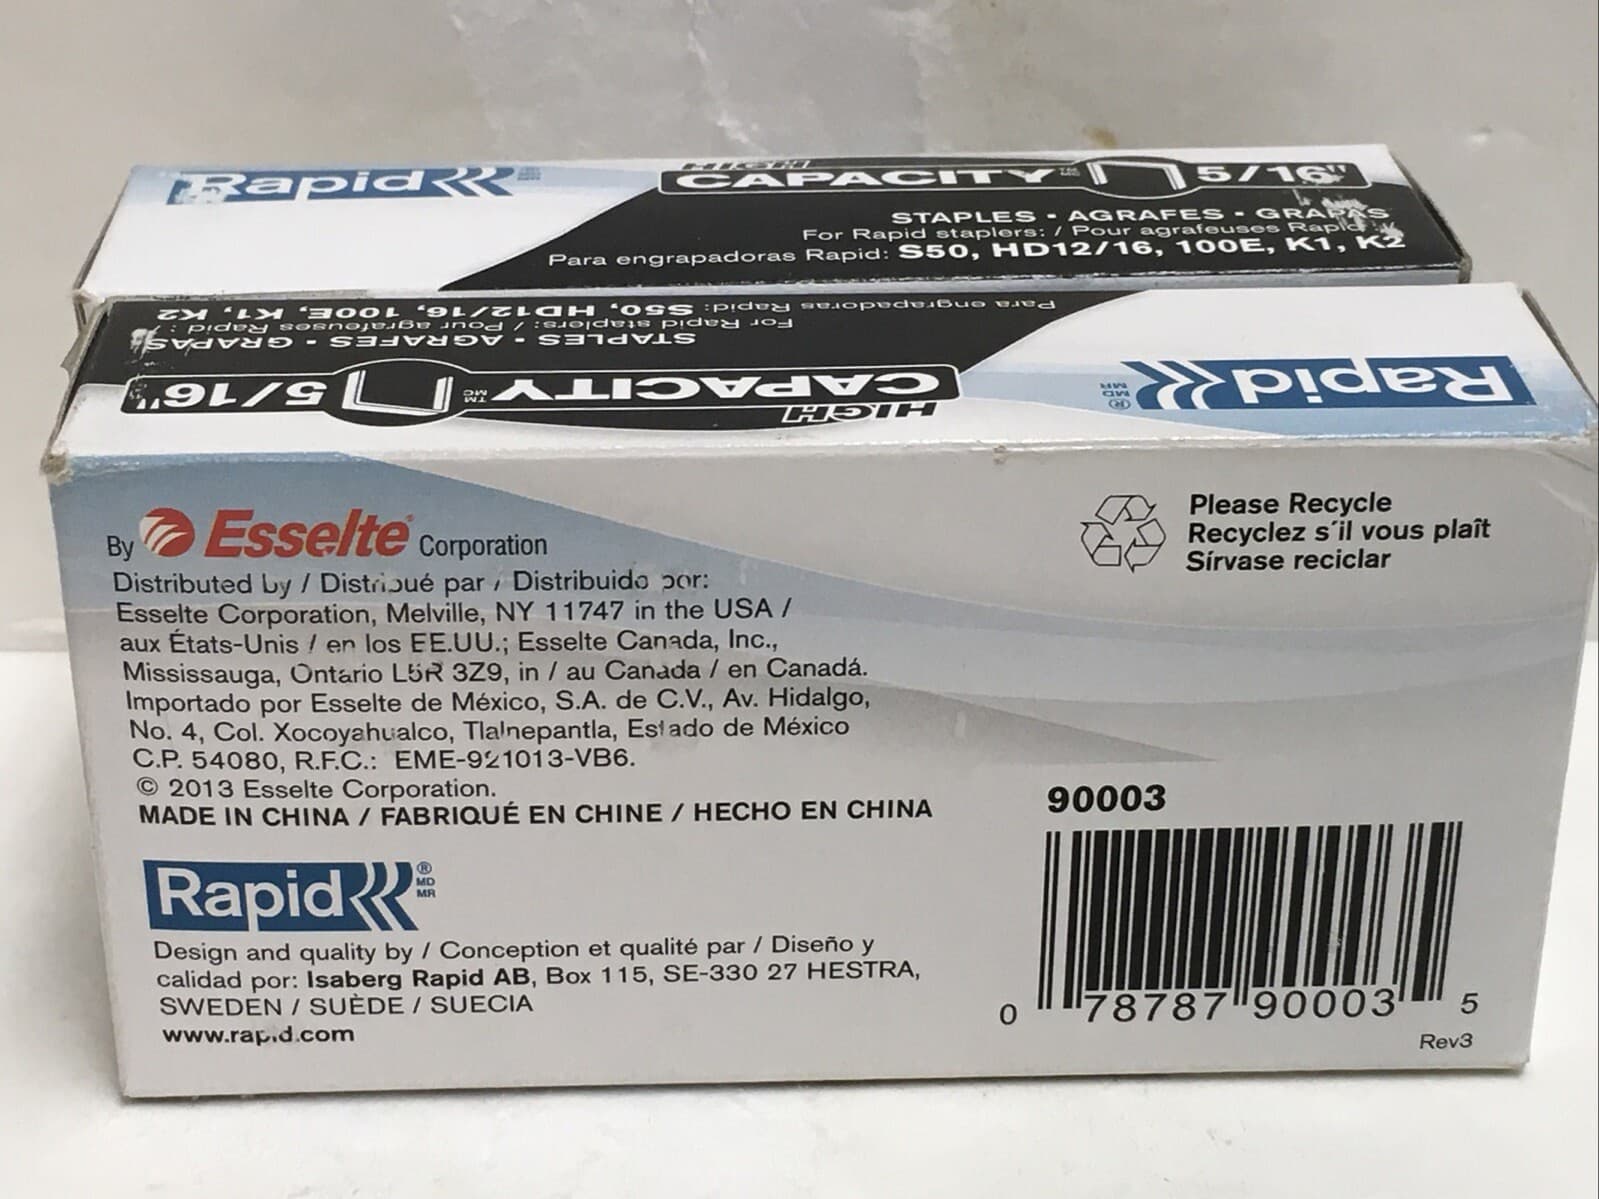 Rapid
HIGH
CAPACITY TM MC 5/16"
STAPLES • AGRAFES • GRAPAS
For Rapid staplers: / Pour agrafeuses Rapid :
Para engrapadoras Rapid: S50, HD12/16, 100E, K1, K2
Rapid ® MD MR
HIGH
CAPACITY TM MC 5/16"
STAPLES • AGRAFES • GRAPAS
For Rapid staplers: / Pour agrafeuses Rapid :
Para engrapadoras Rapid: S50, HD12/16, 100E, K1, K2
By Esselte® Corporation
Distributed by / Distribué par / Distribuido por:
Esselte Corporation, Melville, NY 11747 in the USA /
aux États-Unis / en los EE.UU.; Esselte Canada, Inc.,
Mississauga, Ontario L5R 3Z9, in / au Canada / en Canadá.
Importado por Esselte de México, S.A. de C.V., Av. Hidalgo,
No. 4, Col. Xocoyahualco, Tlalnepantla, Estado de México
C.P. 54080, R.F.C.: EME-921013-VB6.
© 2013 Esselte Corporation.
MADE IN CHINA / FABRIQUÉ EN CHINE / HECHO EN CHINA
Rapid ® MD MR
Design and quality by / Conception et qualité par / Diseño y
calidad por: Isaberg Rapid AB, Box 115, SE-330 27 HESTRA,
SWEDEN / SUÈDE / SUECIA
www.rapid.com
Please Recycle
Recyclez s´il vous plaît
Sírvase reciclar
90003
0 78787 90003 5
Rev3